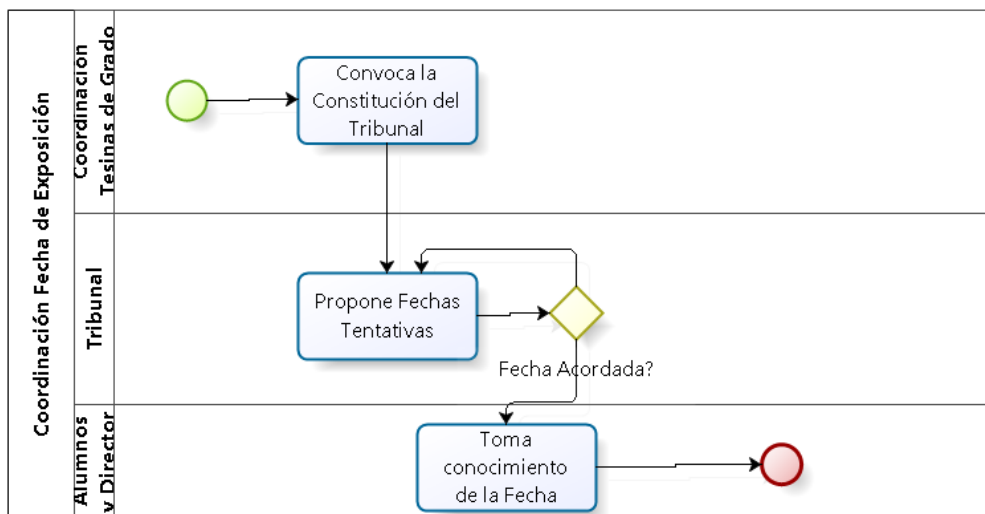 Coordinación Fecha de Exposición
Coordinación
Tesinas de Grado
Convoca la
Constitución del
Tribunal
Tribunal
Propone Fechas
Tentativas
Fecha Acordada?
Alumnos
y Director
Toma
conocimiento
de la Fecha